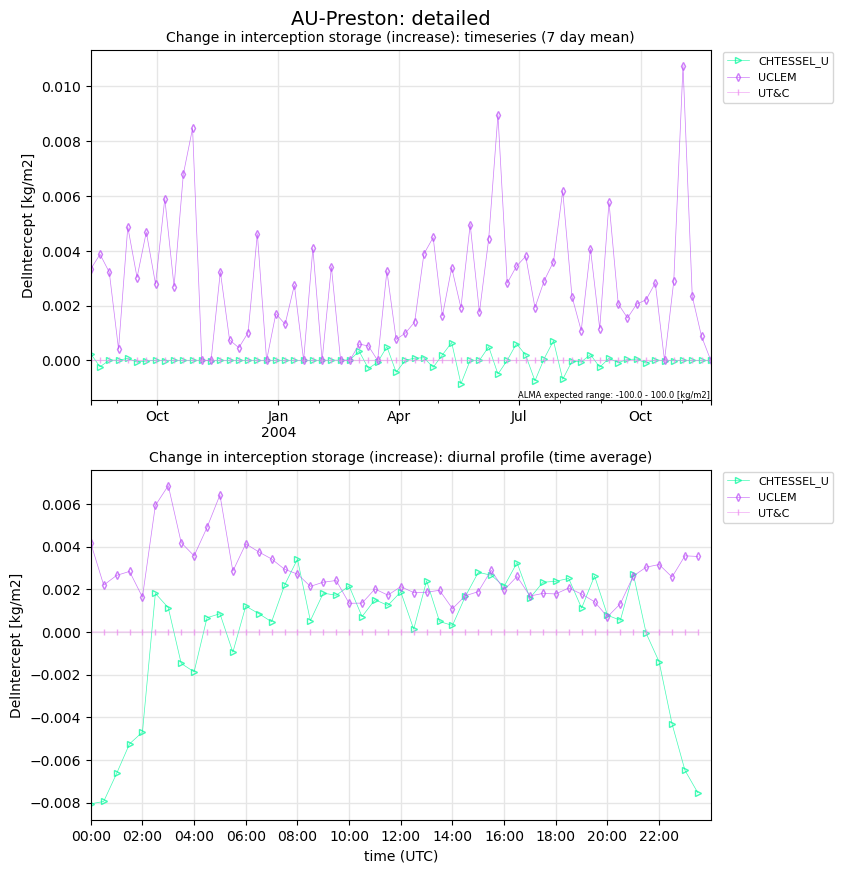 AU-Preston: detailed
Change in interception storage (increase): timeseries (7 day mean)
DelIntercept [kg/m2]
0.010
0.008
0.006
0.004
0.002
0.000
Oct
Jan
2004
Apr
Jul
Oct
ALMA expected range: -100.0 - 100.0 [kg/m2]
CHTESSEL_U
UCLEM
UT&C
Change in interception storage (increase): diurnal profile (time average)
DelIntercept [kg/m2]
0.006
0.004
0.002
0.000
−0.002
−0.004
−0.006
−0.008
00:00
02:00
04:00
06:00
08:00
10:00
12:00
14:00
16:00
18:00
20:00
22:00
time (UTC)
CHTESSEL_U
UCLEM
UT&C